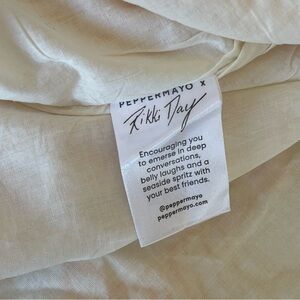 PEPPERMAYO X
Rikki Day
Encouraging you
to emerse in deep
conversations,
belly laughs and a
seaside spritz with
your best friends.
@peppermayo
peppermayo.com